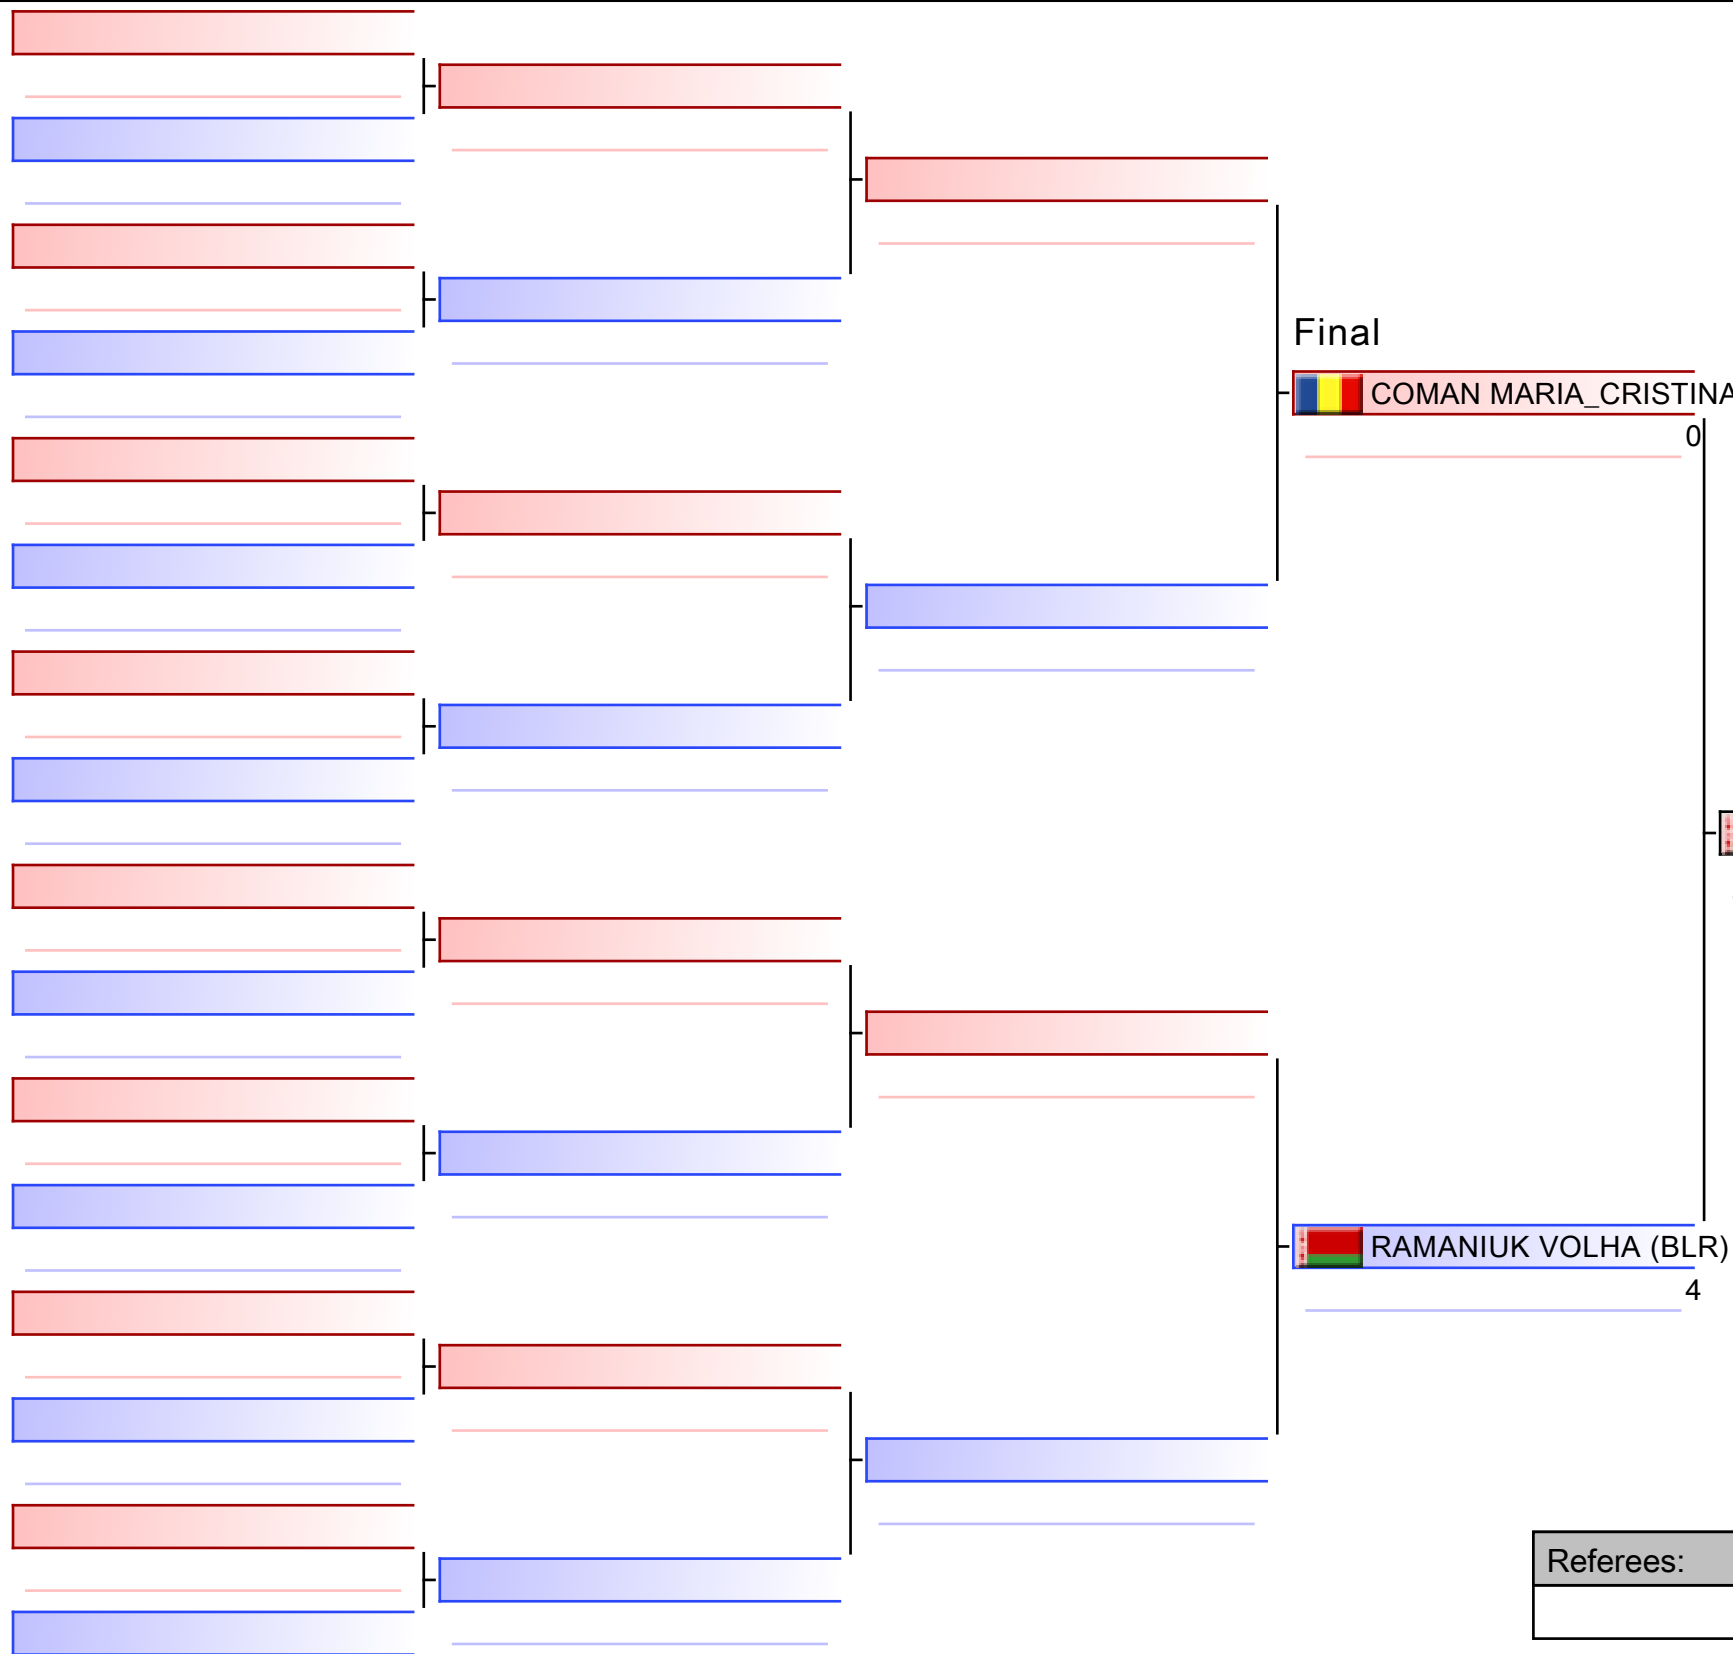 Final
COMAN MARIA_CRISTINA
0
RAMANIUK VOLHA (BLR)
4
Referees: